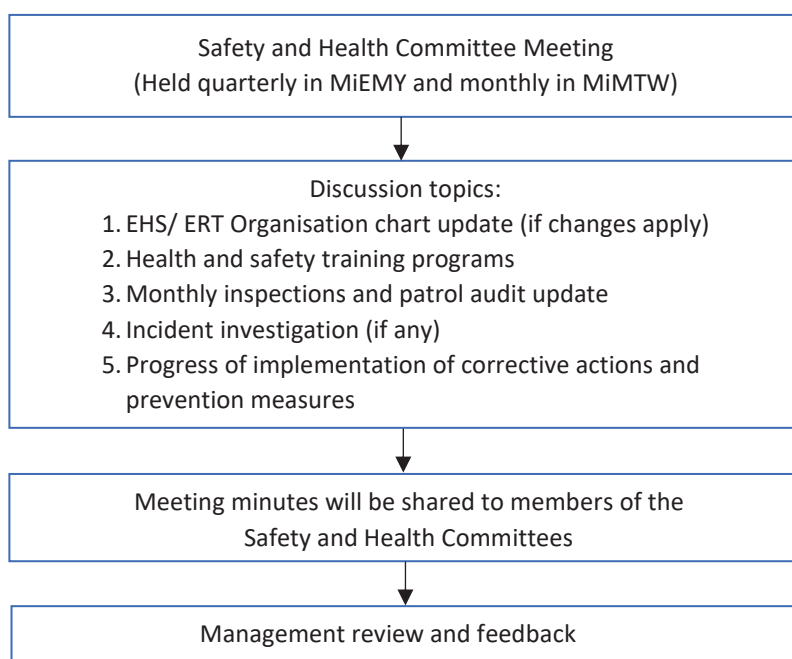 Safety and Health Committee Meeting
(Held quarterly in MiEMY and monthly in MiMTW)
Discussion topics:
1. EHS/ ERT Organisation chart update (if changes apply)
2. Health and safety training programs
3. Monthly inspections and patrol audit update
4. Incident investigation (if any)
5. Progress of implementation of corrective actions and
prevention measures
Meeting minutes will be shared to members of the
Safety and Health Committees
Management review and feedback